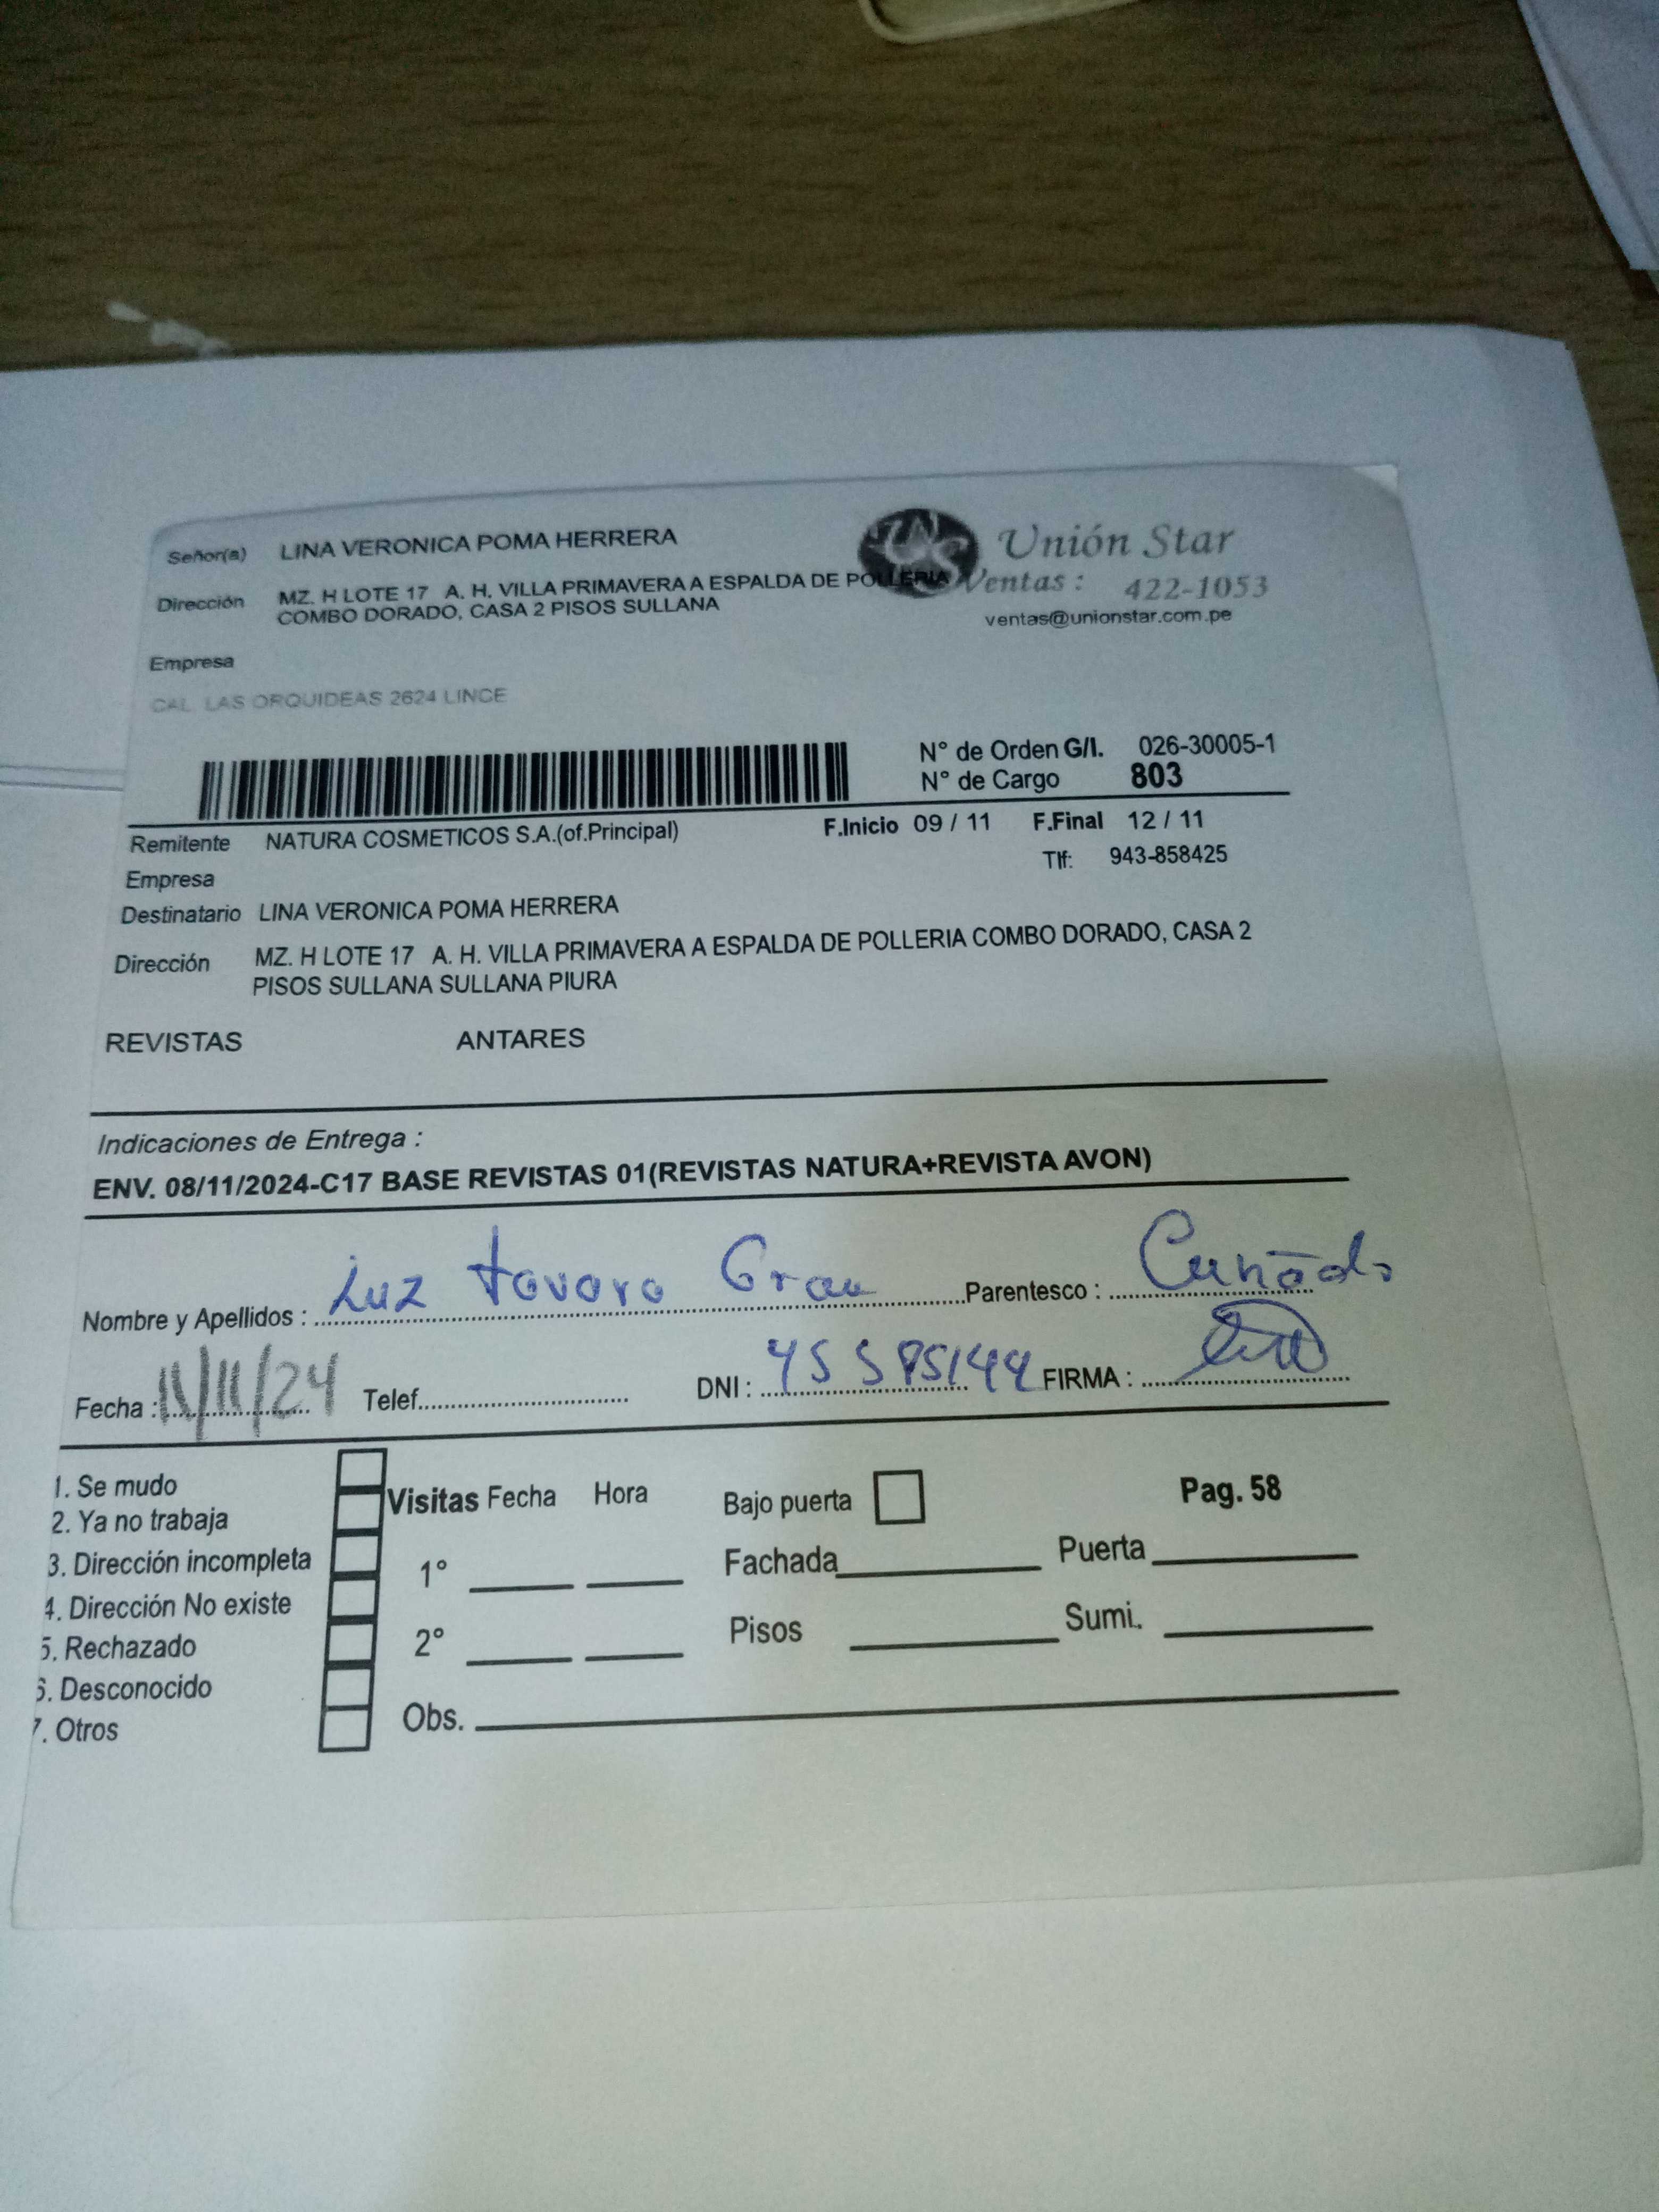 Señor(a) LINA VERONICA POMA HERRERA
Unión Star
Dirección MZ. H LOTE 17 A. H. VILLA PRIMAVERA A ESPALDA DE POLLERIA
COMBO DORADO, CASA 2 PISOS SULLANA
Ventas : 422-1053
ventas@unionstar.com.pe
Empresa
CAL. LAS ORQUIDEAS 2624 LINCE
N° de Orden G/I. 026-30005-1
N° de Cargo 803
Remitente NATURA COSMETICOS S.A.(of.Principal) F.Inicio 09 / 11 F.Final 12 / 11
Empresa Tlf: 943-858425
Destinatario LINA VERONICA POMA HERRERA
Dirección MZ. H LOTE 17 A. H. VILLA PRIMAVERA A ESPALDA DE POLLERIA COMBO DORADO, CASA 2
PISOS SULLANA SULLANA PIURA
REVISTAS ANTARES
Indicaciones de Entrega :
ENV. 08/11/2024-C17 BASE REVISTAS 01(REVISTAS NATURA+REVISTA AVON)
Nombre y Apellidos : Luz tavara Grau Parentesco : Cuñada
Fecha : 11/11/24 Telef. DNI : FIRMA :
1. Se mudo
2. Ya no trabaja
3. Dirección incompleta
4. Dirección No existe
5. Rechazado
6. Desconocido
7. Otros
Visitas Fecha Hora Bajo puerta Pag. 58
1° Fachada Puerta
2° Pisos Sumi.
Obs.